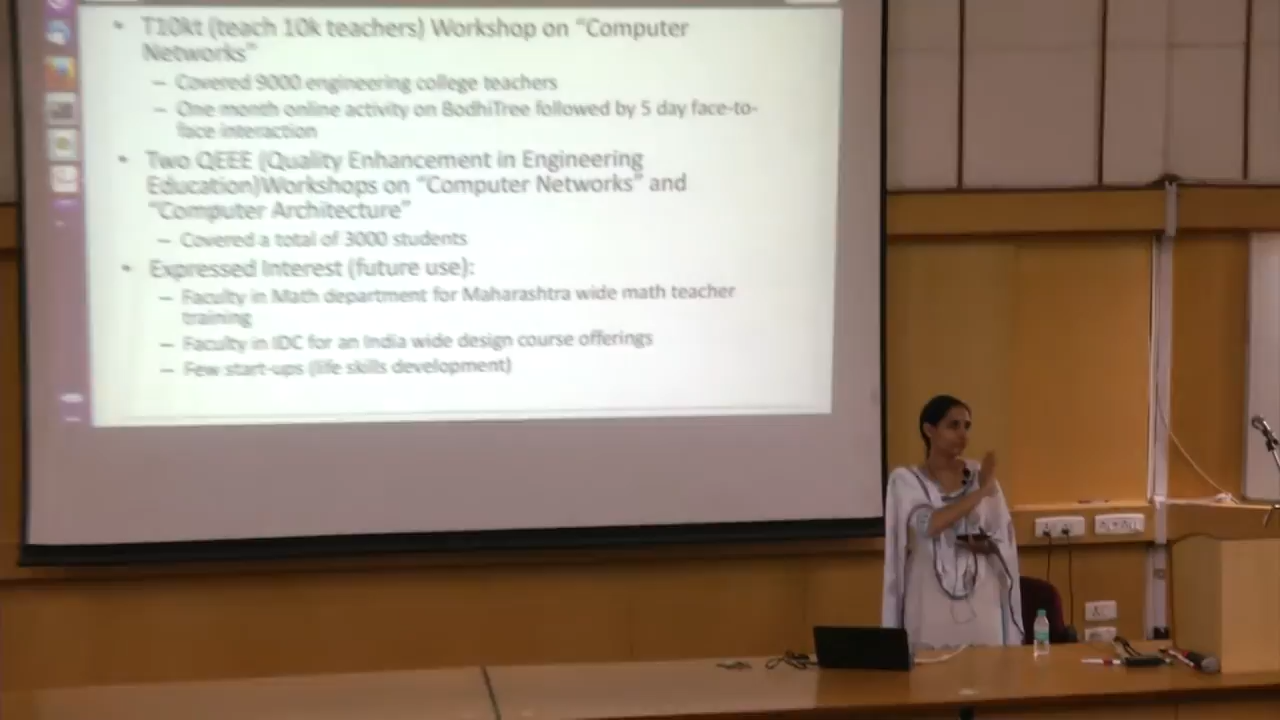 • T10kt (teach 10k teachers) Workshop on “Computer
Networks”
– Covered 9000 engineering college teachers
– One month online activity on BodhiTree followed by 5 day face-to-
face interaction
• Two QEEE (Quality Enhancement in Engineering
Education)Workshops on “Computer Networks” and
“Computer Architecture”
– Covered a total of 3000 students
• Expressed Interest (future use):
– Faculty in Math department for Maharashtra wide math teacher
training
– Faculty in IDC for an India wide design course offerings
– Few start-ups (life skills development)